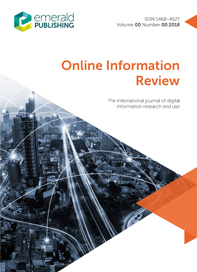 emerald
PUBLISHING
ISSN 1468-4527
Volume 00 Number 00 2018
Online Information
Review
The international journal of digital
information research and use